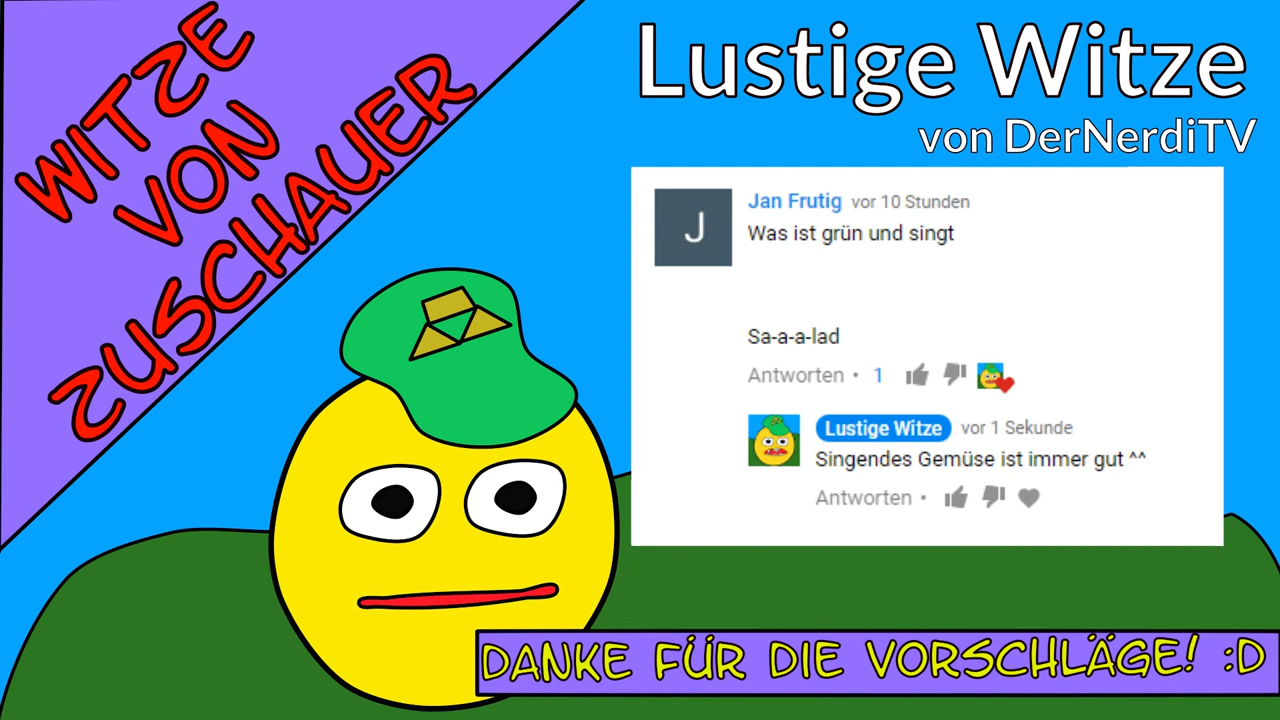 WITZE
VON
ZUSCHAUER
Lustige Witze
von DerNerdiTV
J
Jan Frutig vor 10 Stunden
Was ist grün und singt
Sa-a-a-lad
Antworten • 1
Lustige Witze vor 1 Sekunde
Singendes Gemüse ist immer gut ^^
Antworten •
DANKE FÜR DIE VORSCHLÄGE! :D